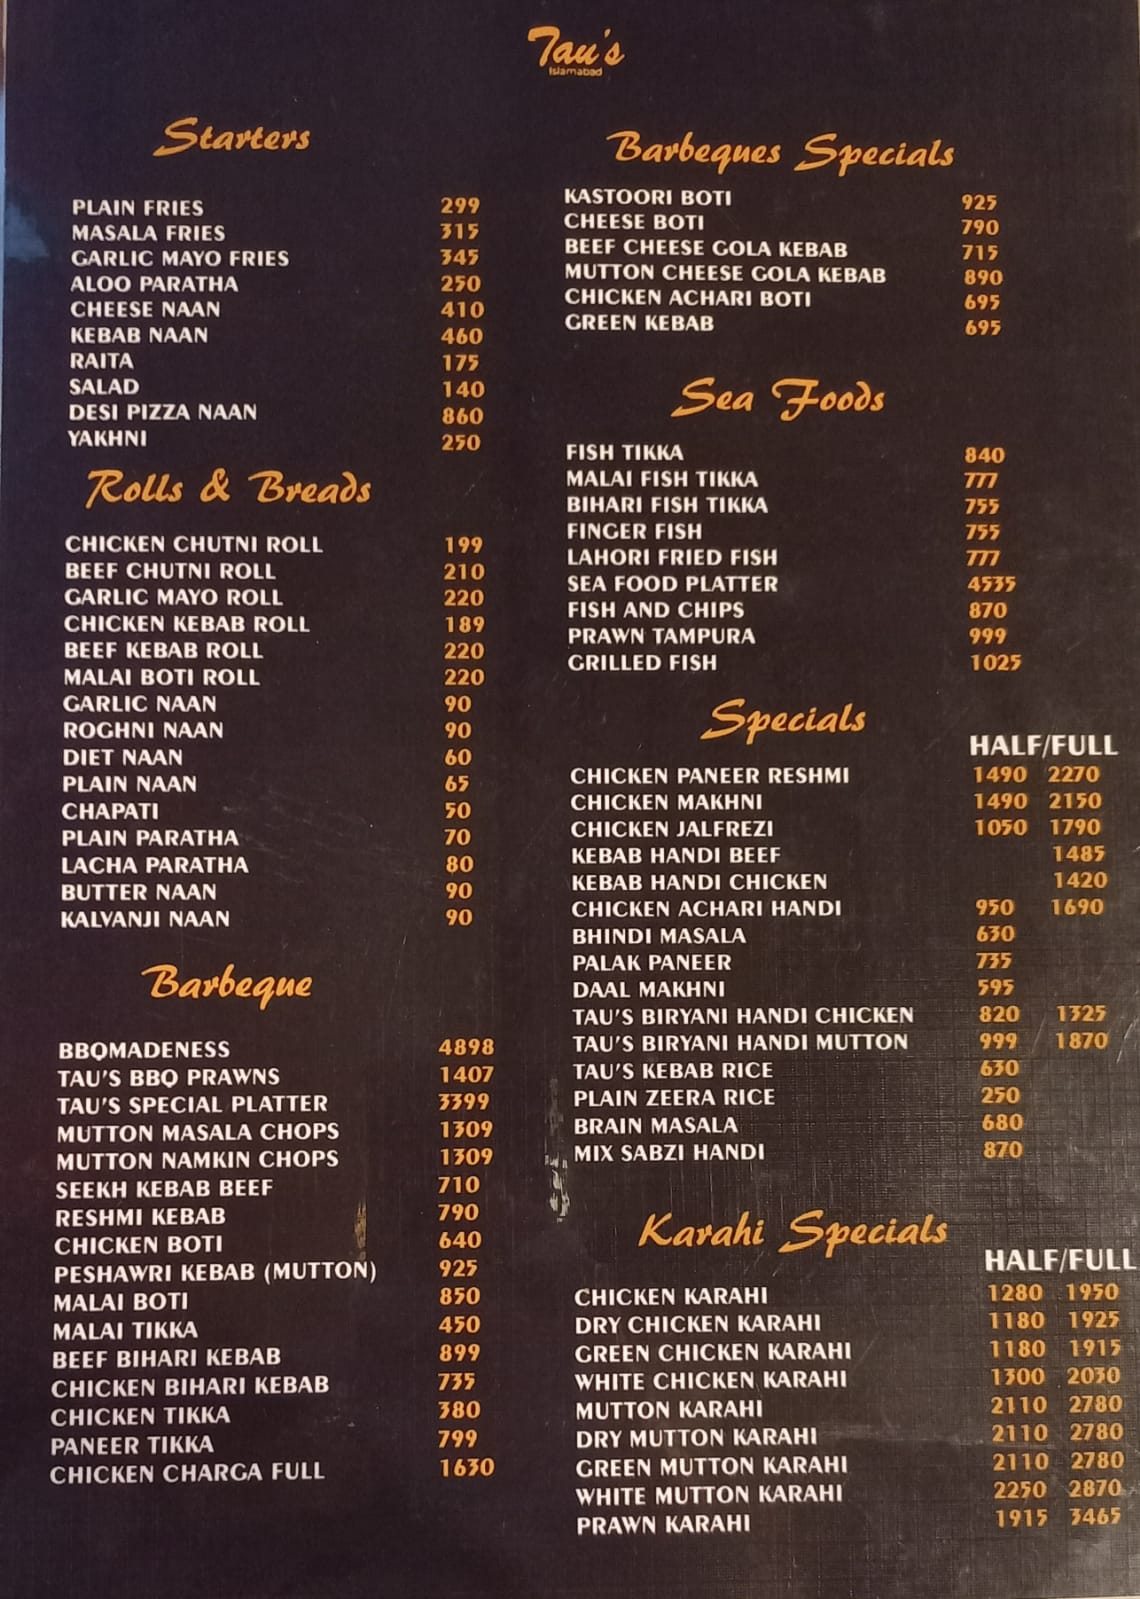 Tau's
Islamabad
Starters
PLAIN FRIES 299
MASALA FRIES 315
GARLIC MAYO FRIES 345
ALOO PARATHA 250
CHEESE NAAN 410
KEBAB NAAN 460
RAITA 175
SALAD 140
DESI PIZZA NAAN 860
YAKHNI 250
Rolls & Breads
CHICKEN CHUTNI ROLL 199
BEEF CHUTNI ROLL 210
GARLIC MAYO ROLL 220
CHICKEN KEBAB ROLL 189
BEEF KEBAB ROLL 220
MALAI BOTI ROLL 220
GARLIC NAAN 90
ROGHNI NAAN 90
DIET NAAN 60
PLAIN NAAN 65
CHAPATI 50
PLAIN PARATHA 70
LACHA PARATHA 80
BUTTER NAAN 90
KALVANJI NAAN 90
Barbeque
BBQMADENESS 4898
TAU'S BBQ PRAWNS 1407
TAU'S SPECIAL PLATTER 3399
MUTTON MASALA CHOPS 1309
MUTTON NAMKIN CHOPS 1309
SEEKH KEBAB BEEF 710
RESHMI KEBAB 790
CHICKEN BOTI 640
PESHAWRI KEBAB (MUTTON) 925
MALAI BOTI 850
MALAI TIKKA 450
BEEF BIHARI KEBAB 899
CHICKEN BIHARI KEBAB 735
CHICKEN TIKKA 380
PANEER TIKKA 799
CHICKEN CHARGA FULL 1630
Barbeques Specials
KASTOORI BOTI 925
CHEESE BOTI 790
BEEF CHEESE GOLA KEBAB 715
MUTTON CHEESE GOLA KEBAB 890
CHICKEN ACHARI BOTI 695
GREEN KEBAB 695
Sea Foods
FISH TIKKA 840
MALAI FISH TIKKA 777
BIHARI FISH TIKKA 755
FINGER FISH 755
LAHORI FRIED FISH 777
SEA FOOD PLATTER 4535
FISH AND CHIPS 870
PRAWN TAMPURA 999
GRILLED FISH 1025
Specials
HALF/FULL
CHICKEN PANEER RESHMI 1490 2270
CHICKEN MAKHNI 1490 2150
CHICKEN JALFREZI 1050 1790
KEBAB HANDI BEEF 1485
KEBAB HANDI CHICKEN 1420
CHICKEN ACHARI HANDI 950 1690
BHINDI MASALA 630
PALAK PANEER 735
DAAL MAKHNI 595
TAU'S BIRYANI HANDI CHICKEN 820 1325
TAU'S BIRYANI HANDI MUTTON 999 1870
TAU'S KEBAB RICE 630
PLAIN ZEERA RICE 250
BRAIN MASALA 680
MIX SABZI HANDI 870
Karahi Specials
HALF/FULL
CHICKEN KARAHI 1280 1950
DRY CHICKEN KARAHI 1180 1925
GREEN CHICKEN KARAHI 1180 1915
WHITE CHICKEN KARAHI 1300 2030
MUTTON KARAHI 2110 2780
DRY MUTTON KARAHI 2110 2780
GREEN MUTTON KARAHI 2110 2780
WHITE MUTTON KARAHI 2250 2870
PRAWN KARAHI 1915 3465